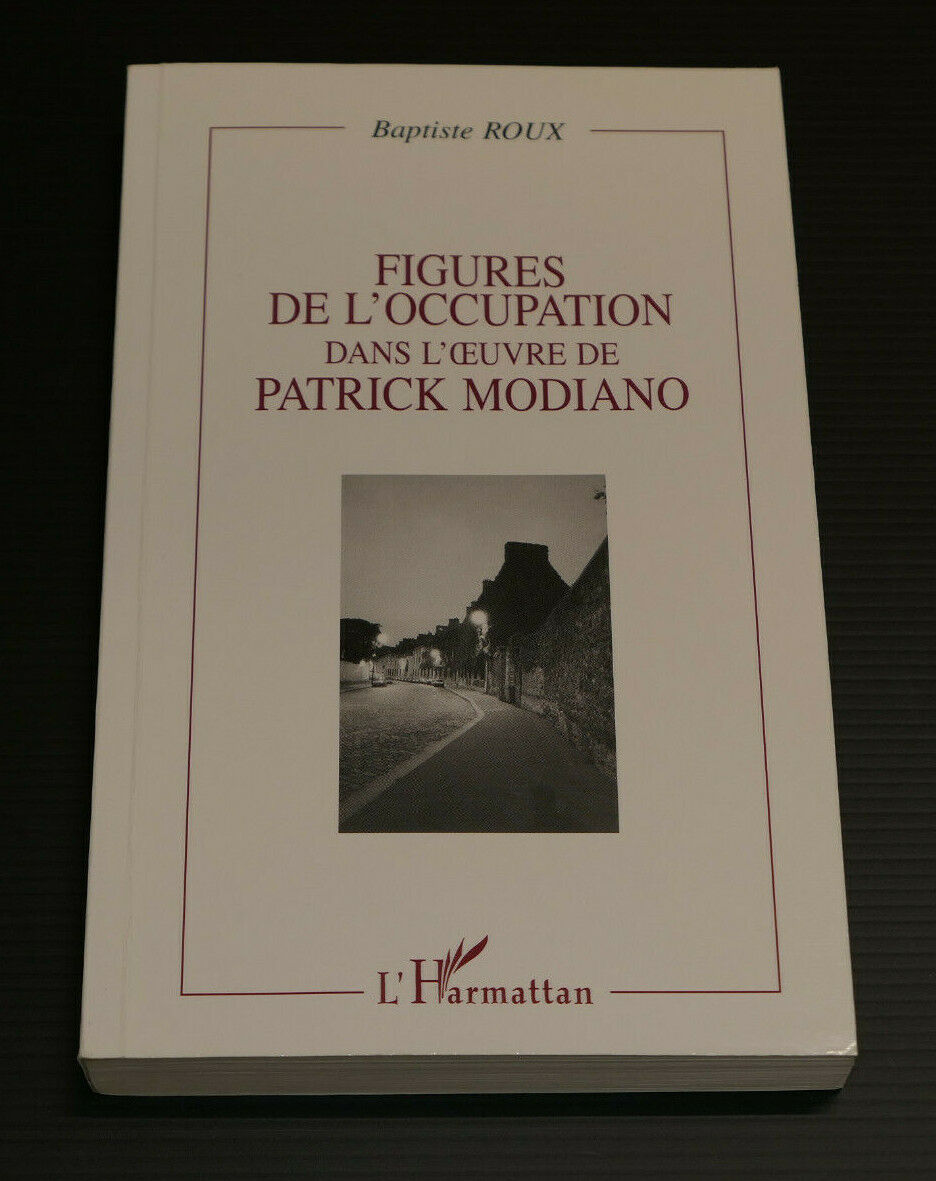 Baptiste ROUX
FIGURES
DE L'OCCUPATION
DANS L'ŒUVRE DE
PATRICK MODIANO
L'Harmattan